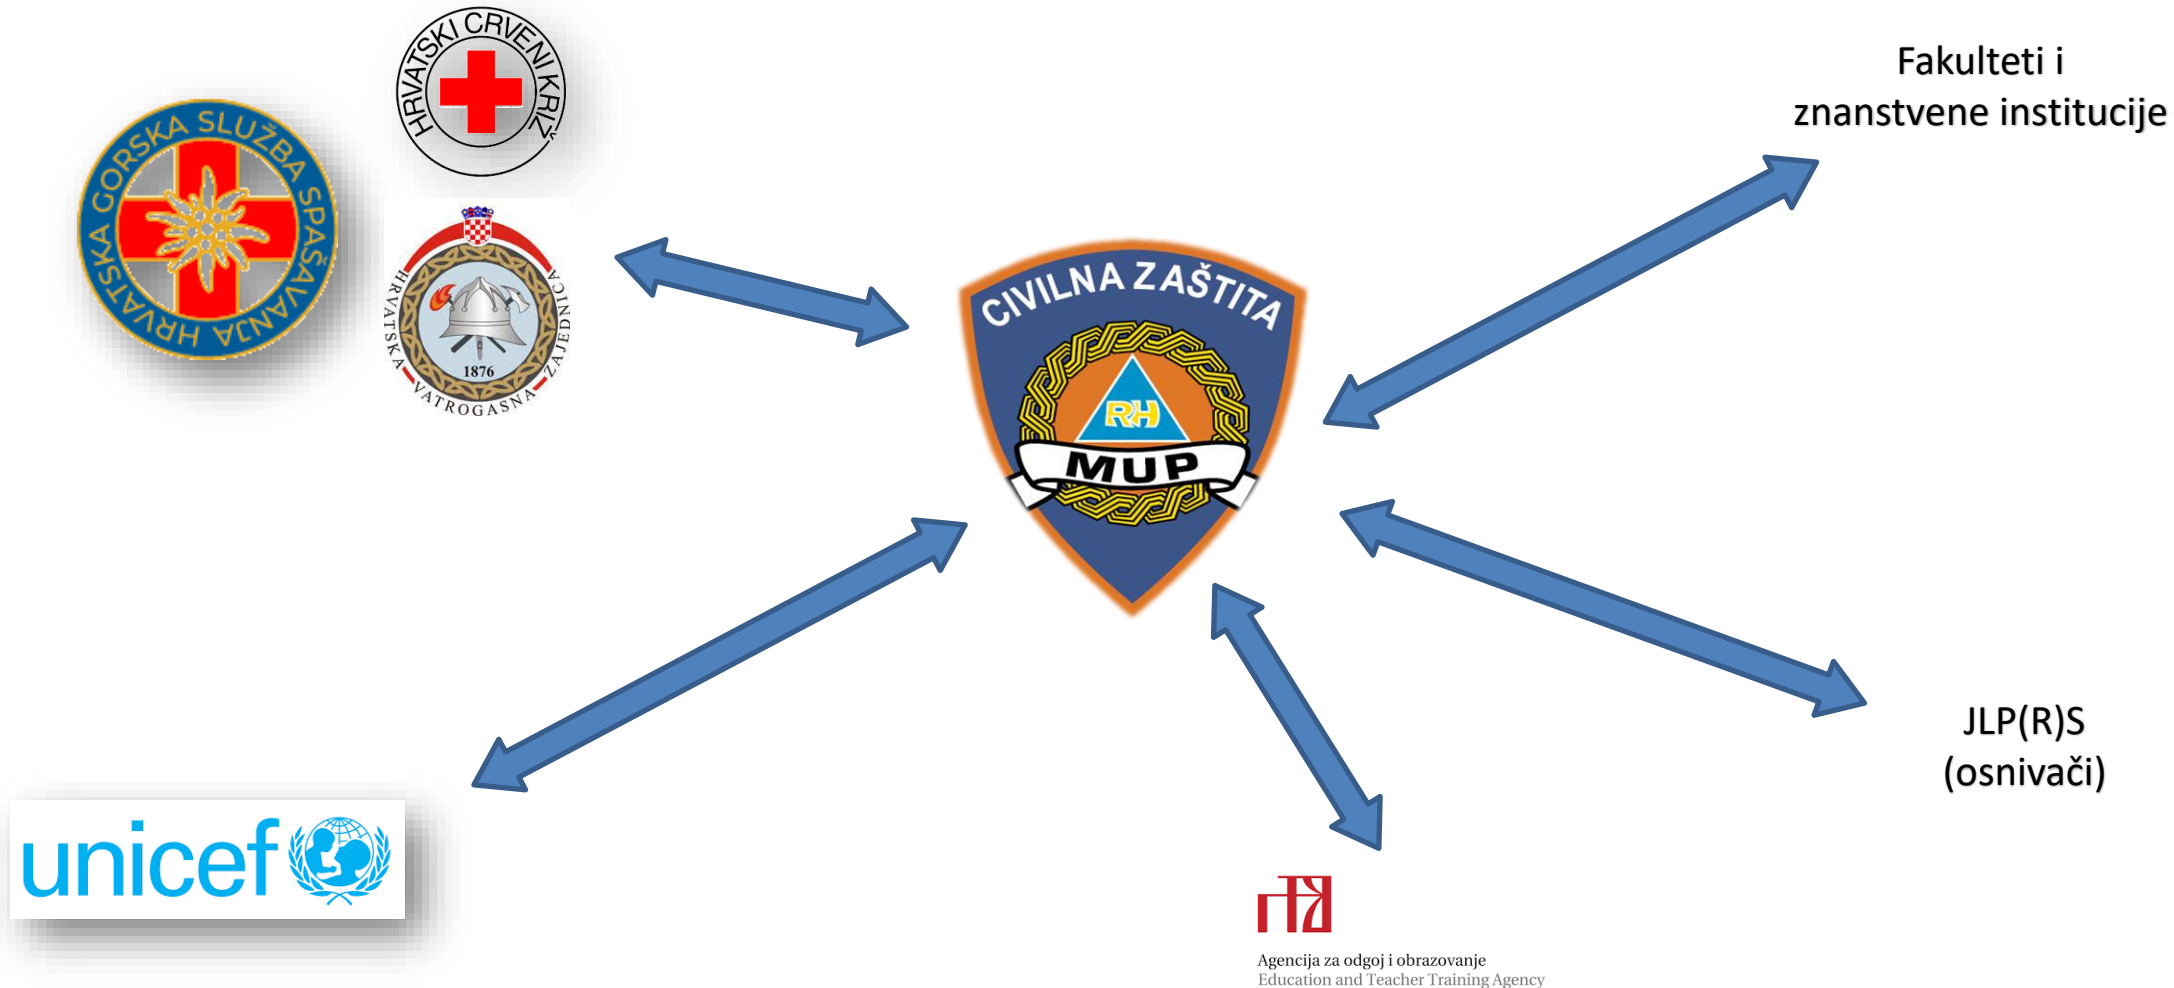 HRVATSKI CRVENI KRIŽ
Fakulteti i
znanstvene institucije
HRVATSKA GORSKA SLUŽBA SPAŠAVANJA
HRVATSKA VATROGASNA ZAJEDNICA
1876
CIVILNA ZAŠTITA
RH
MUP
JLP(R)S
(osnivači)
unicef
Agencija za odgoj i obrazovanje
Education and Teacher Training Agency